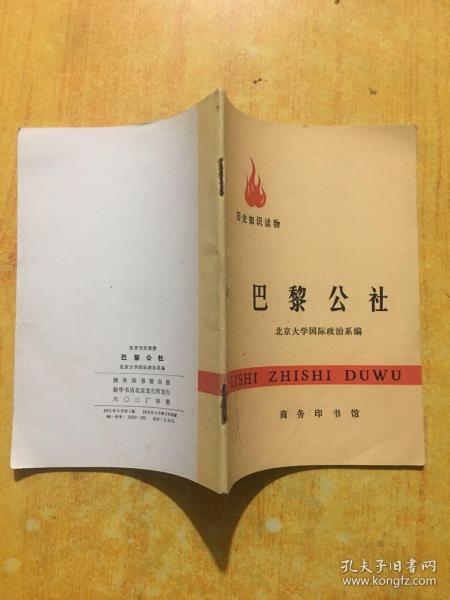 历史知识读物
巴黎公社
北京大学国际政治系编
LISHI ZHISHI DUWU
商务印书馆
历史知识读物
巴黎公社
北京大学国际政治系编
商务印书馆出版
新华书店北京发行所发行
六〇三厂印装
孔夫子旧书网
www.kongfz.com